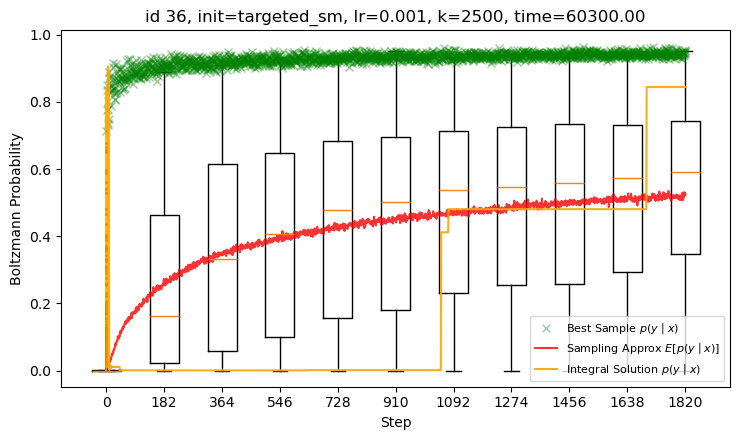 id 36, init=targeted_sm, lr=0.001, k=2500, time=60300.00
Boltzmann Probability
1.0
0.8
0.6
0.4
0.2
0.0
Best Sample p(y | x)
Sampling Approx E[p(y | x)]
Integral Solution p(y | x)
0 182 364 546 728 910 1092 1274 1456 1638 1820
Step